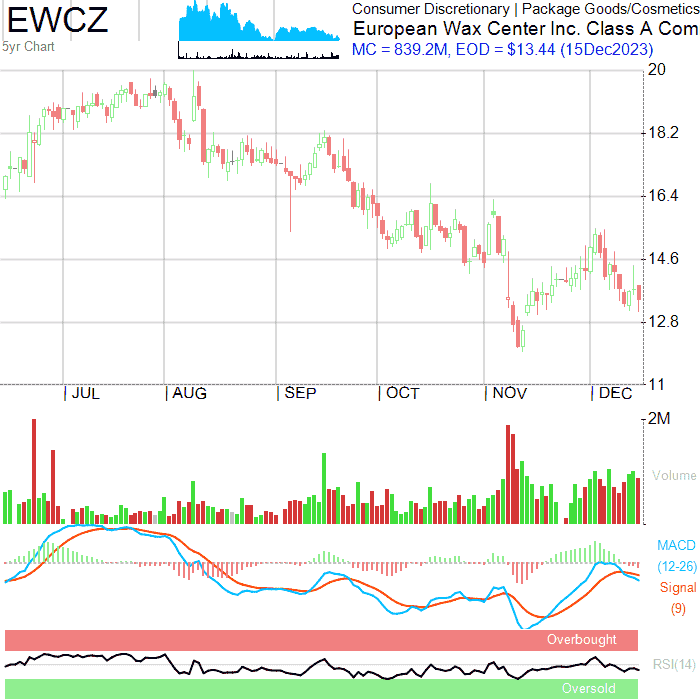 EWCZ
5yr Chart
Consumer Discretionary | Package Goods/Cosmetics
European Wax Center Inc. Class A Com
MC = 839.2M, EOD = $13.44 (15Dec2023)
20
18.2
16.4
14.6
12.8
11
| JUL | AUG | SEP | OCT | NOV | DEC
2M
Volume
MACD
(12-26)
Signal
(9)
Overbought
RSI(14)
Oversold